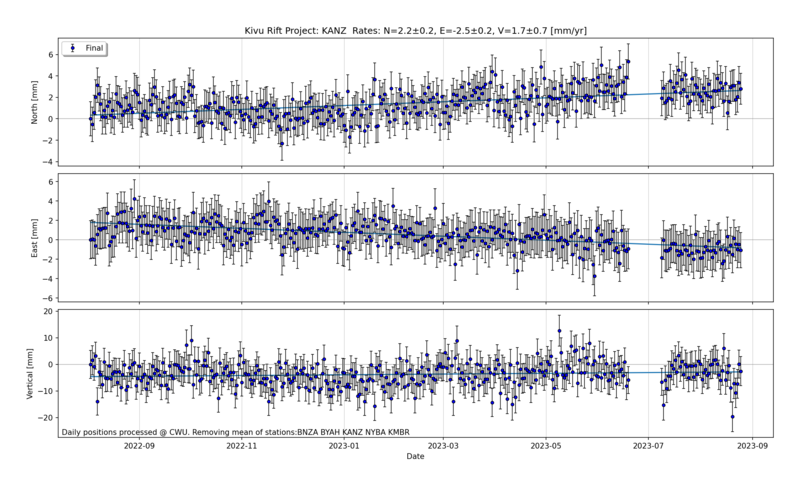 Kivu Rift Project: KANZ Rates: N=2.2±0.2, E=-2.5±0.2, V=1.7±0.7 [mm/yr]
Final
North [mm]
6
4
2
0
−2
−4
East [mm]
6
4
2
0
−2
−4
−6
Vertical [mm]
20
10
0
−10
−20
Daily positions processed @ CWU. Removing mean of stations:BNZA BYAH KANZ NYBA KMBR
2022-09 2022-11 2023-01 2023-03 2023-05 2023-07 2023-09
Date